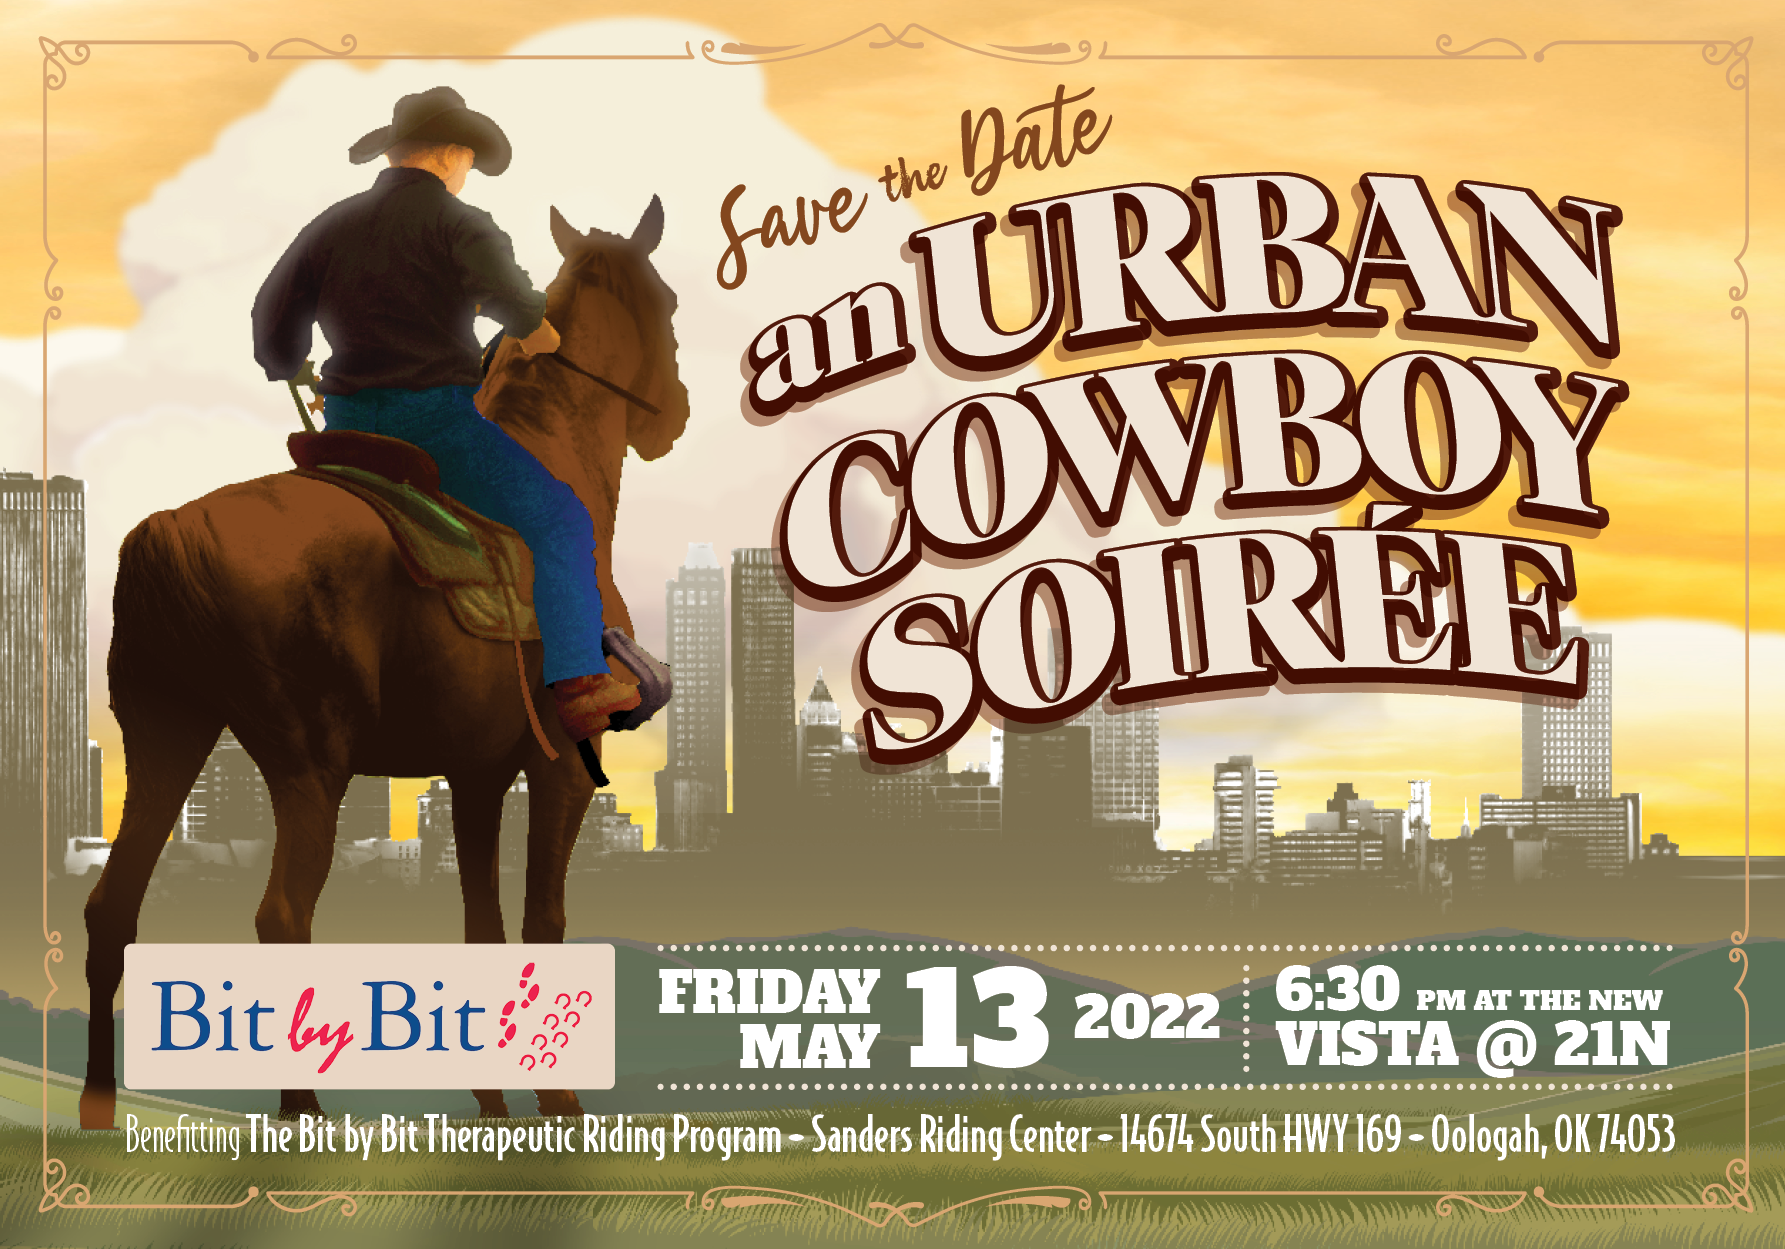 Save the Date
an URBAN
COWBOY
SOIRÉE
Bit by Bit
FRIDAY
MAY
13
2022
6:30 PM AT THE NEW
VISTA @ 21N
Benefitting The Bit by Bit Therapeutic Riding Program - Sanders Riding Center - 14674 South HWY 169 - Oologah, OK 74053